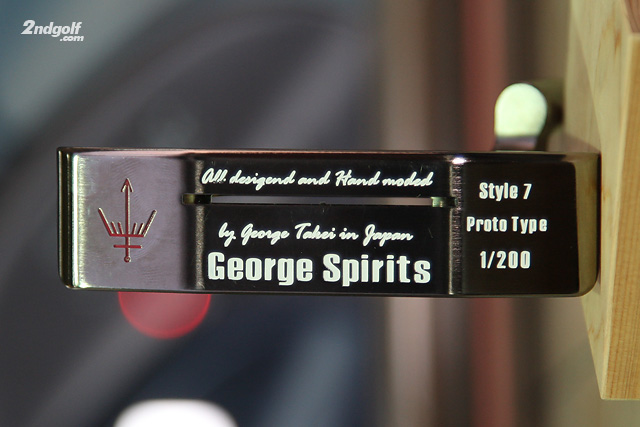 2ndgolf
.com
All desigend and Hand moded
by George Takei in Japan
George Spirits
Style 7
Proto Type
1/200